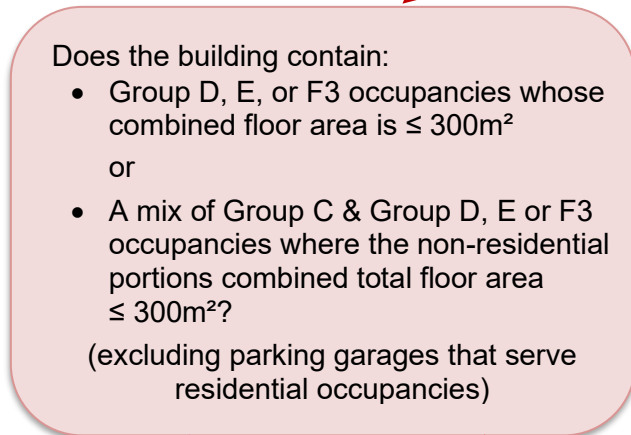 Does the building contain:
• Group D, E, or F3 occupancies whose
combined floor area is ≤ 300m²
or
• A mix of Group C & Group D, E or F3
occupancies where the non-residential
portions combined total floor area
≤ 300m²?
(excluding parking garages that serve
residential occupancies)